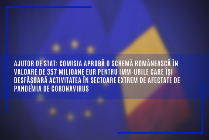 AJUTOR DE STAT: COMISIA APROBĂ O SCHEMĂ ROMÂNEASCĂ ÎN
VALOARE DE 357 MILIOANE EUR PENTRU IMM-URILE CARE ÎȘI
DESFĂȘOARĂ ACTIVITATEA ÎN SECTOARE EXTREM DE AFECTATE DE
PANDEMIA DE CORONAVIRUS